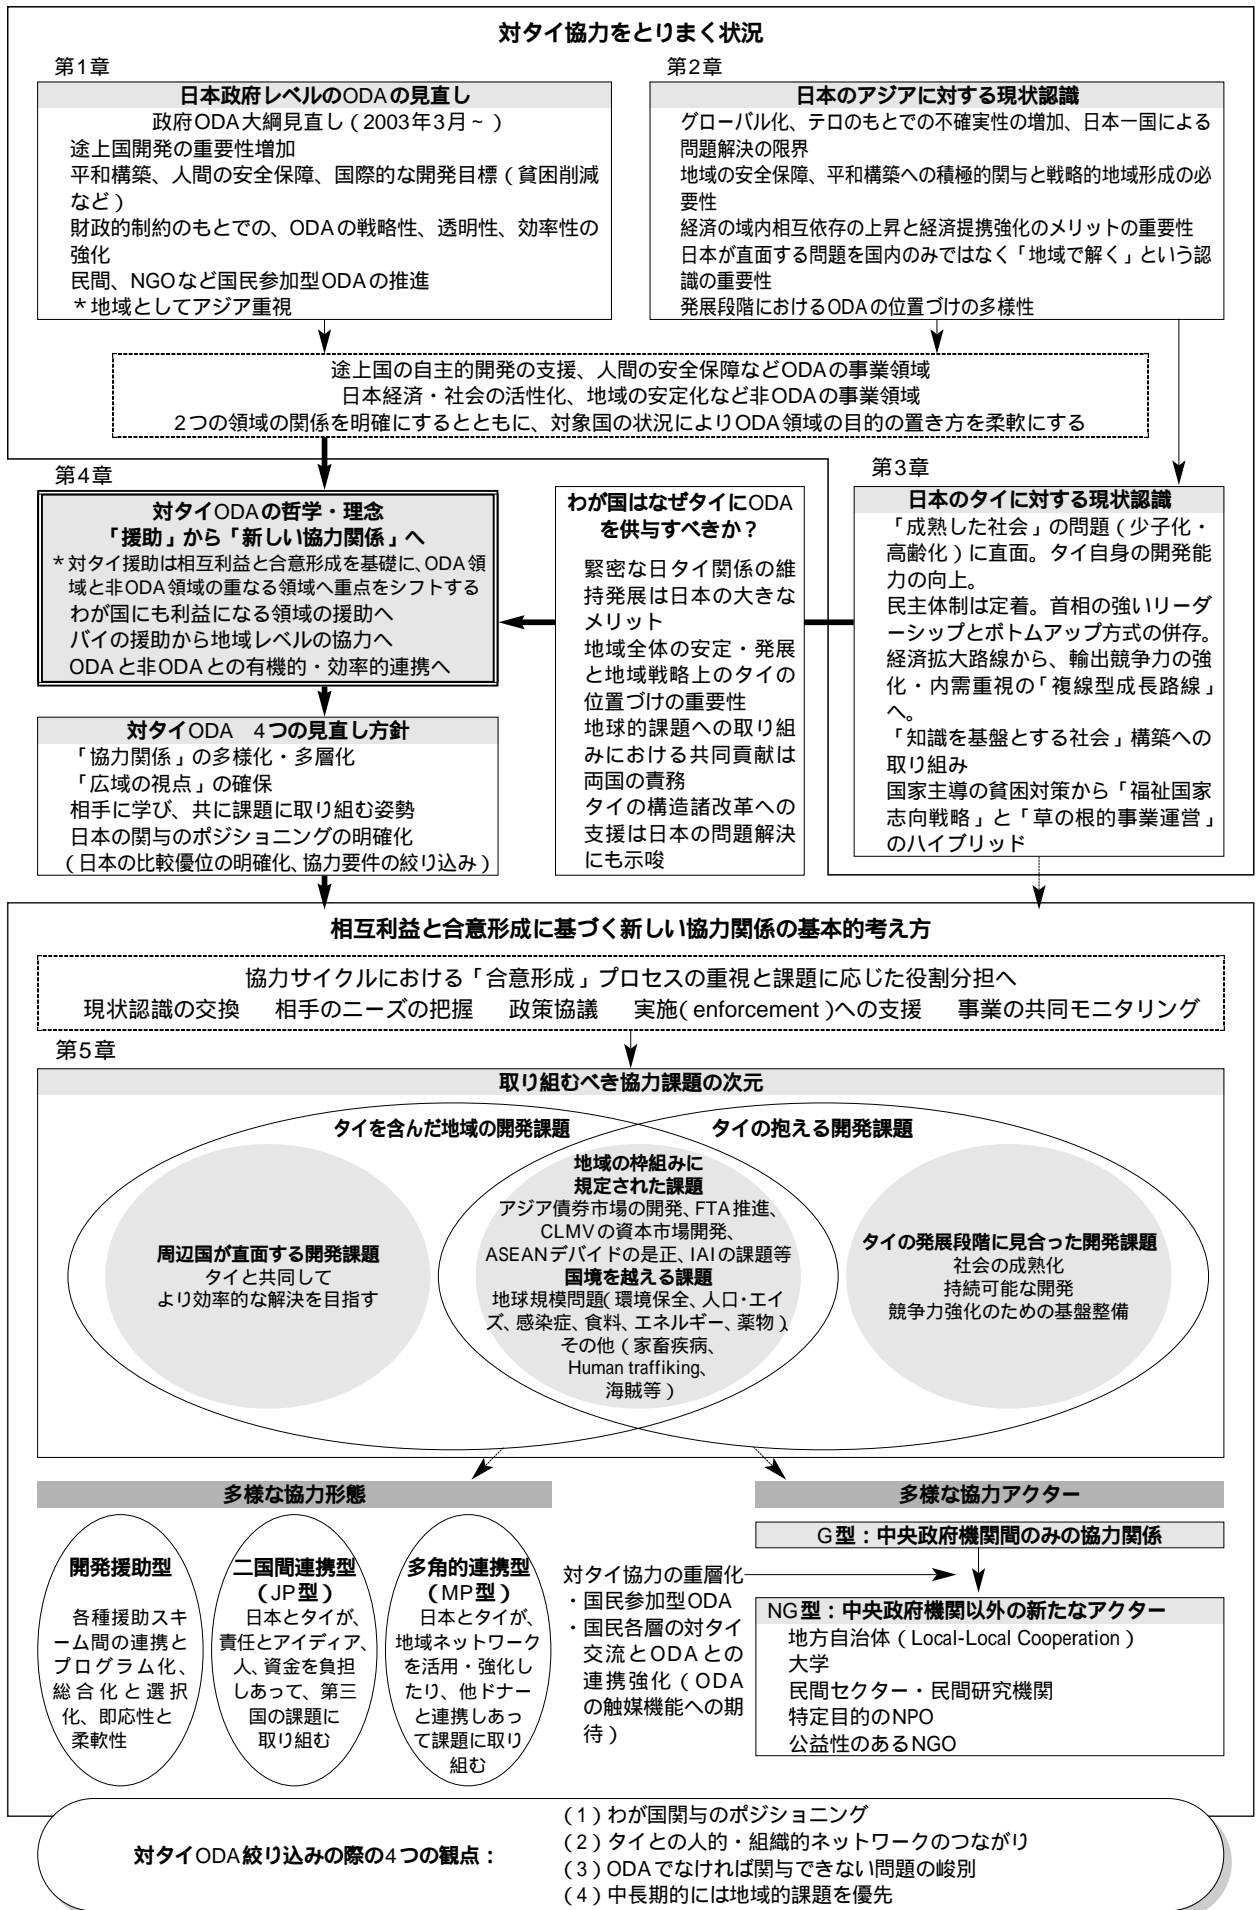 対タイ協力をとりまく状況
第1章
日本政府レベルのODAの見直し
政府ODA大綱見直し(2003年3月~)
途上国開発の重要性増加
平和構築、人間の安全保障、国際的な開発目標(貧困削減
など)
財政的制約のもとでの、ODAの戦略性、透明性、効率性の
強化
民間、NGOなど国民参加型ODAの推進
*地域としてアジア重視
第2章
日本のアジアに対する現状認識
グローバル化、テロのもとでの不確実性の増加、日本一国による
問題解決の限界
地域の安全保障、平和構築への積極的関与と戦略的地域形成の必
要性
経済の域内相互依存の上昇と経済提携強化のメリットの重要性
日本が直面する問題を国内のみではなく「地域で解く」という認
識の重要性
発展段階におけるODAの位置づけの多様性
途上国の自主的開発の支援、人間の安全保障などODAの事業領域
日本経済・社会の活性化、地域の安定化など非ODAの事業領域
2つの領域の関係を明確にするとともに、対象国の状況によりODA領域の目的の置き方を柔軟にする
第4章
対タイODAの哲学・理念
「援助」から「新しい協力関係」へ
*対タイ援助は相互利益と合意形成を基礎に、ODA領
域と非ODA領域の重なる領域へ重点をシフトする
わが国にも利益になる領域の援助へ
バイの援助から地域レベルの協力へ
ODAと非ODAとの有機的・効率的連携へ
わが国はなぜタイにODA
を供与すべきか?
緊密な日タイ関係の維
持発展は日本の大きな
メリット
地域全体の安定・発展
と地域戦略上のタイの
位置づけの重要性
地球的課題への取り組
みにおける共同貢献は
両国の責務
タイの構造諸改革への
支援は日本の問題解決
にも示唆
第3章
日本のタイに対する現状認識
「成熟した社会」の問題(少子化・
高齢化)に直面。タイ自身の開発能
力の向上。
民主体制は定着。首相の強いリーダ
ーシップとボトムアップ方式の併存。
経済拡大路線から、輸出競争力の強
化・内需重視の「複線型成長路線」
へ。
「知識を基盤とする社会」構築への
取り組み
国家主導の貧困対策から「福祉国家
志向戦略」と「草の根的事業運営」
のハイブリッド
対タイODA 4つの見直し方針
「協力関係」の多様化・多層化
「広域の視点」の確保
相手に学び、共に課題に取り組む姿勢
日本の関与のポジショニングの明確化
(日本の比較優位の明確化、協力要件の絞り込み)
相互利益と合意形成に基づく新しい協力関係の基本的考え方
協力サイクルにおける「合意形成」プロセスの重視と課題に応じた役割分担へ
現状認識の交換 相手のニーズの把握 政策協議 実施(enforcement)への支援 事業の共同モニタリング
第5章
取り組むべき協力課題の次元
タイを含んだ地域の開発課題
タイの抱える開発課題
周辺国が直面する開発課題
タイと共同して
より効率的な解決を目指す
地域の枠組みに
規定された課題
アジア債券市場の開発、FTA推進、
CLMVの資本市場開発、
ASEANデバイドの是正、IAIの課題等
国境を越える課題
地球規模問題(環境保全、人口・エイ
ズ、感染症、食料、エネルギー、薬物)
その他(家畜疾病、
Human traffiking、
海賊等)
タイの発展段階に見合った開発課題
社会の成熟化
持続可能な開発
競争力強化のための基盤整備
多様な協力形態
開発援助型
各種援助スキ
ーム間の連携と
プログラム化、
総合化と選択
化、即応性と
柔軟性
二国間連携型
(JP型)
日本とタイが、
責任とアイディア、
人、資金を負担
しあって、第三
国の課題に
取り組む
多角的連携型
(MP型)
日本とタイが、
地域ネットワーク
を活用・強化し
たり、他ドナー
と連携しあっ
て課題に取り
組む
対タイ協力の重層化
・国民参加型ODA
・国民各層の対タイ
交流とODAとの
連携強化(ODA
の触媒機能への期
待)
多様な協力アクター
G型:中央政府機関間のみの協力関係
NG型:中央政府機関以外の新たなアクター
地方自治体(Local-Local Cooperation)
大学
民間セクター・民間研究機関
特定目的のNPO
公益性のあるNGO
対タイODA絞り込みの際の4つの観点:
(1)わが国関与のポジショニング
(2)タイとの人的・組織的ネットワークのつながり
(3)ODAでなければ関与できない問題の峻別
(4)中長期的には地域的課題を優先